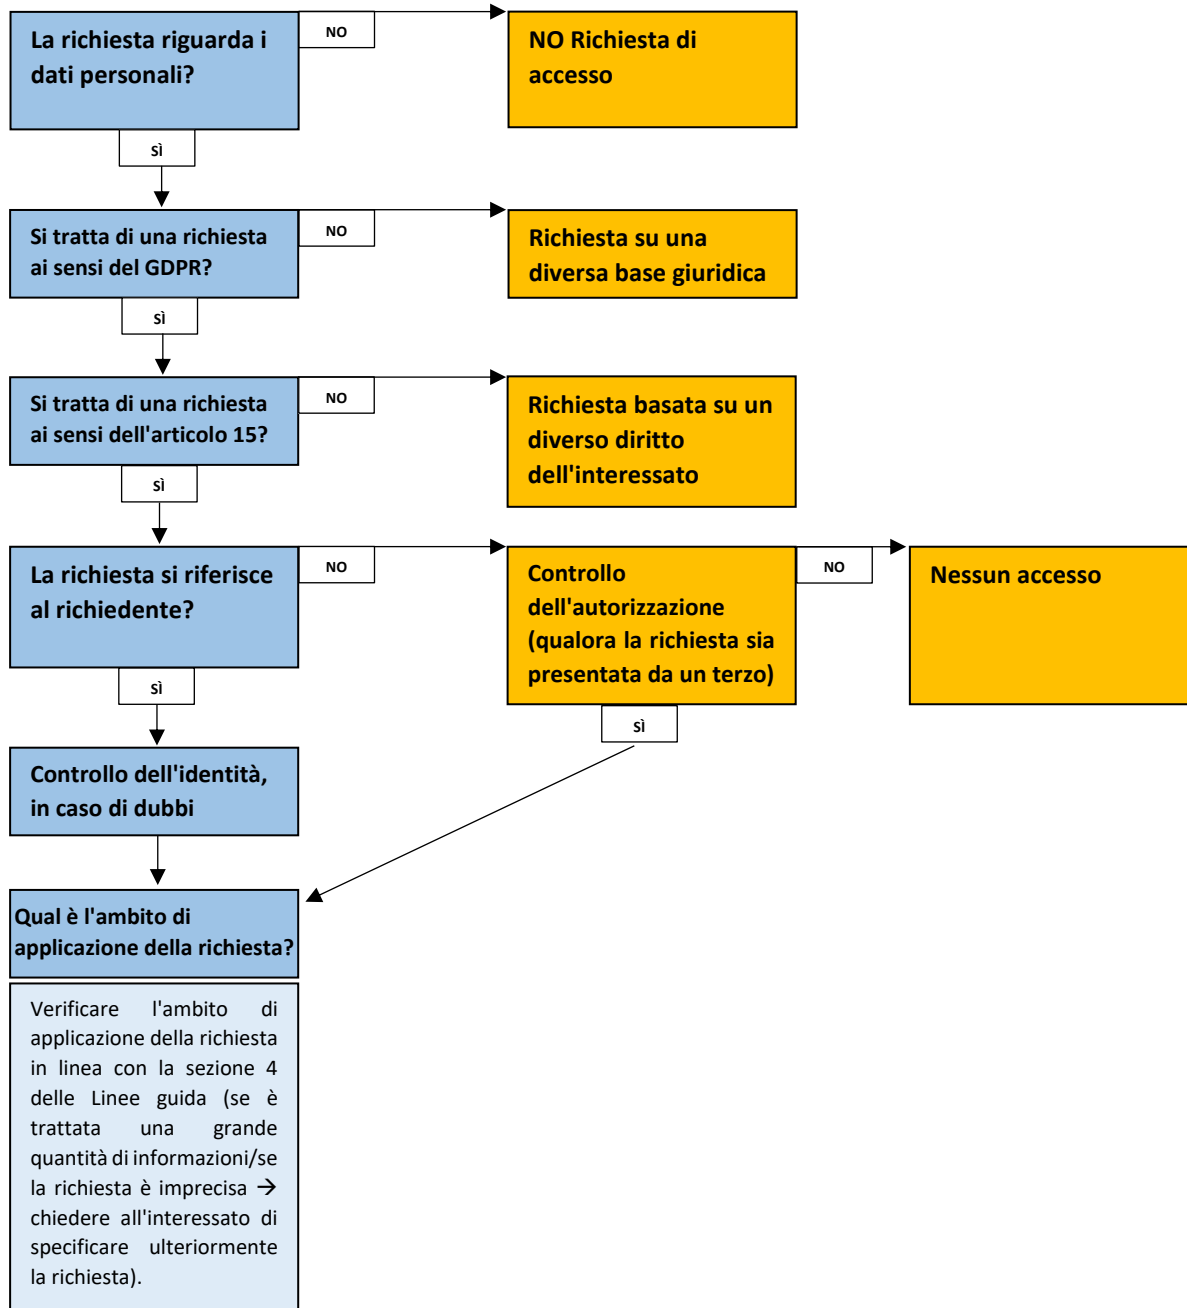 La richiesta riguarda i
dati personali?
NO
NO Richiesta di
accesso
SÌ
Si tratta di una richiesta
ai sensi del GDPR?
NO
Richiesta su una
diversa base giuridica
SÌ
Si tratta di una richiesta
ai sensi dell'articolo 15?
NO
Richiesta basata su un
diverso diritto
dell'interessato
SÌ
La richiesta si riferisce
al richiedente?
NO
Controllo
dell'autorizzazione
(qualora la richiesta sia
presentata da un terzo)
NO
Nessun accesso
SÌ
SÌ
Controllo dell'identità,
in caso di dubbi
Qual è l'ambito di
applicazione della richiesta?
Verificare l'ambito di
applicazione della richiesta
in linea con la sezione 4
delle Linee guida (se è
trattata una grande
quantità di informazioni/se
la richiesta è imprecisa →
chiedere all'interessato di
specificare ulteriormente
la richiesta).